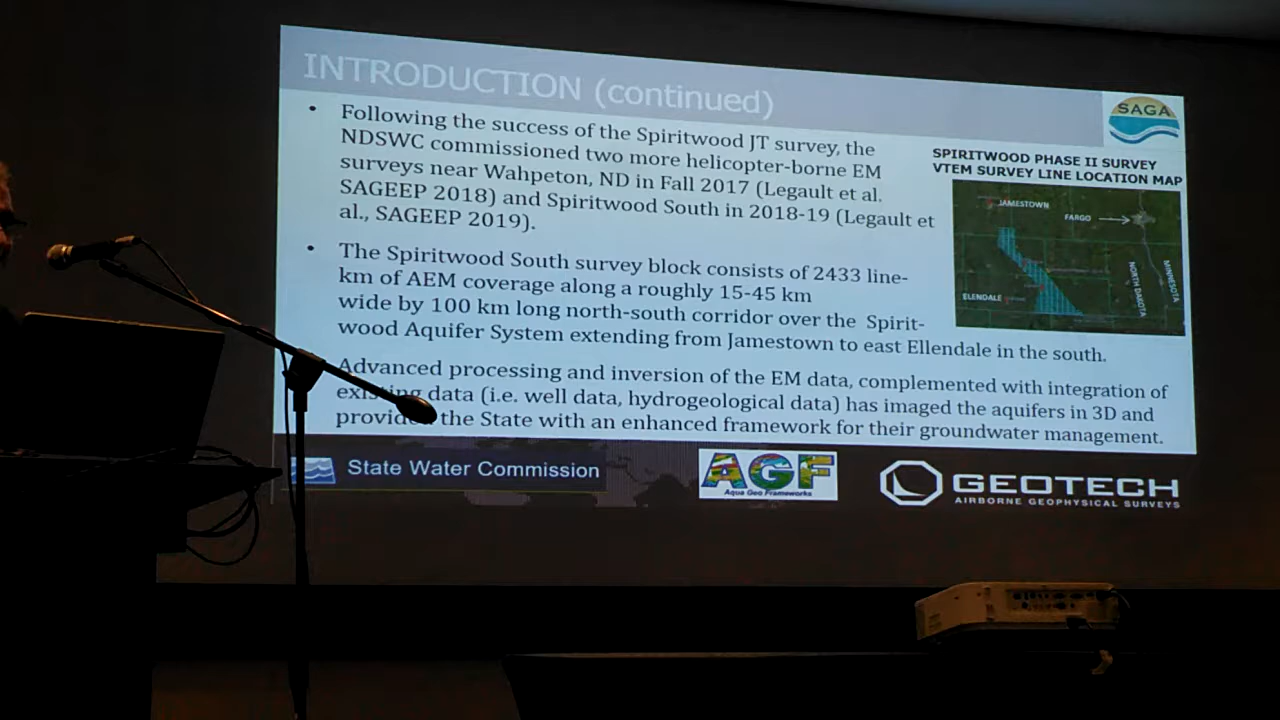 INTRODUCTION (continued)
SAGA
• Following the success of the Spiritwood JT survey, the
NDSWC commissioned two more helicopter-borne EM
surveys near Wahpeton, ND in Fall 2017 (Legault et al.
SAGEEP 2018) and Spiritwood South in 2018-19 (Legault et
al., SAGEEP 2019).
SPIRITWOOD PHASE II SURVEY
VTEM SURVEY LINE LOCATION MAP
JAMESTOWN
FARGO
NORTH DAKOTA
MINNESOTA
ELENDALE
• The Spiritwood South survey block consists of 2433 line-
km of AEM coverage along a roughly 15-45 km
wide by 100 km long north-south corridor over the Spirit-
wood Aquifer System extending from Jamestown to east Ellendale in the south.
Advanced processing and inversion of the EM data, complemented with integration of
existing data (i.e. well data, hydrogeological data) has imaged the aquifers in 3D and
provided the State with an enhanced framework for their groundwater management.
State Water Commission
AGF
Aqua Geo Frameworks
GEOTECH
AIRBORNE GEOPHYSICAL SURVEYS